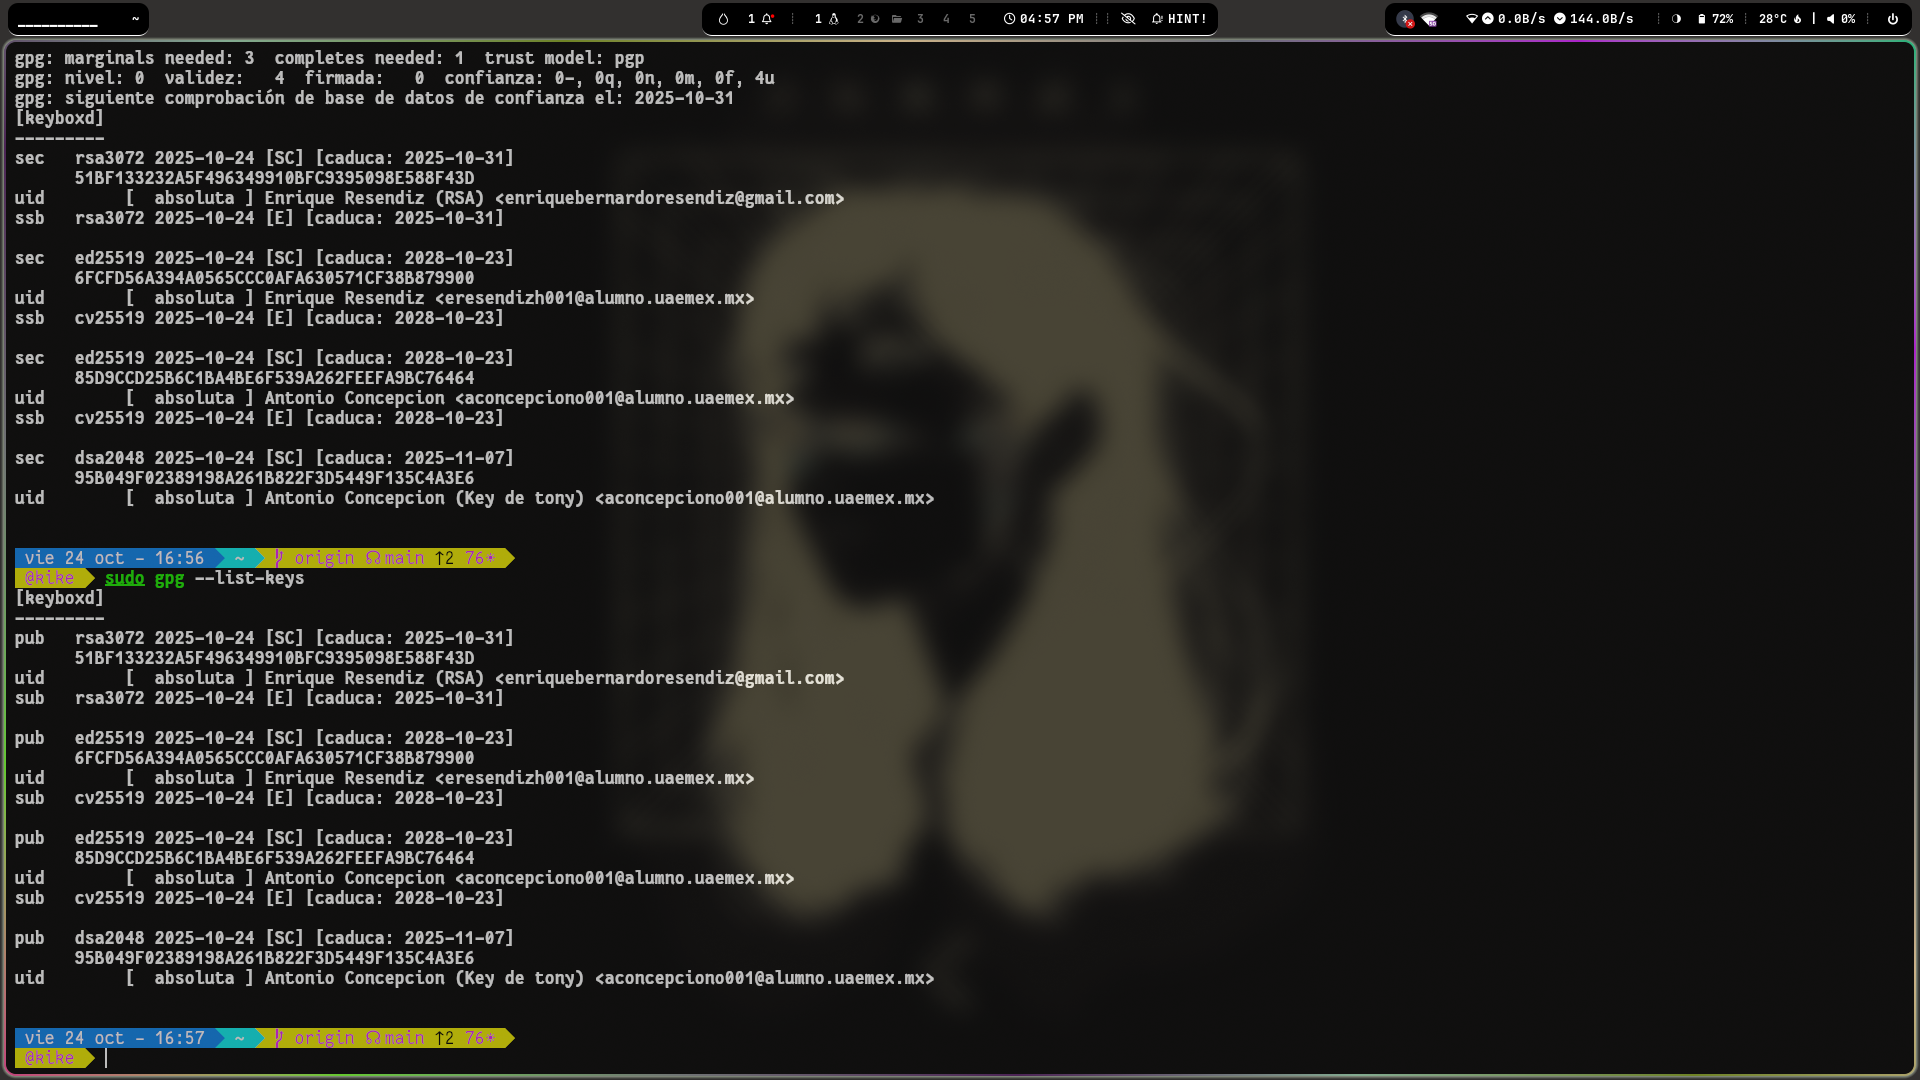 __________ ~
1 1 2 3 4 5 04:57 PM HINT!
0.0B/s 144.0B/s 72% 28°C 0%
gpg: marginals needed: 3  completes needed: 1  trust model: pgp
gpg: nivel: 0  validez:   4  firmada:   0  confianza: 0-, 0q, 0n, 0m, 0f, 4u
gpg: siguiente comprobación de base de datos de confianza el: 2025-10-31
[keyboxd]
---------
sec   rsa3072 2025-10-24 [SC] [caduca: 2025-10-31]
      51BF133232A5F496349910BFC9395098E588F43D
uid        [  absoluta ] Enrique Resendiz (RSA) <enriquebernardoresendiz@gmail.com>
ssb   rsa3072 2025-10-24 [E] [caduca: 2025-10-31]

sec   ed25519 2025-10-24 [SC] [caduca: 2028-10-23]
      6FCFD56A394A0565CCC0AFA630571CF38B879900
uid        [  absoluta ] Enrique Resendiz <eresendizh001@alumno.uaemex.mx>
ssb   cv25519 2025-10-24 [E] [caduca: 2028-10-23]

sec   ed25519 2025-10-24 [SC] [caduca: 2028-10-23]
      85D9CCD25B6C1BA4BE6F539A262FEEFA9BC76464
uid        [  absoluta ] Antonio Concepcion <aconcepciono001@alumno.uaemex.mx>
ssb   cv25519 2025-10-24 [E] [caduca: 2028-10-23]

sec   dsa2048 2025-10-24 [SC] [caduca: 2025-11-07]
      95B049F02389198A261B822F3D5449F135C4A3E6
uid        [  absoluta ] Antonio Concepcion (Key de tony) <aconcepciono001@alumno.uaemex.mx>

vie 24 oct - 16:56 ~ origin main ↑2 76*
@kike sudo gpg --list-keys
[keyboxd]
---------
pub   rsa3072 2025-10-24 [SC] [caduca: 2025-10-31]
      51BF133232A5F496349910BFC9395098E588F43D
uid        [  absoluta ] Enrique Resendiz (RSA) <enriquebernardoresendiz@gmail.com>
sub   rsa3072 2025-10-24 [E] [caduca: 2025-10-31]

pub   ed25519 2025-10-24 [SC] [caduca: 2028-10-23]
      6FCFD56A394A0565CCC0AFA630571CF38B879900
uid        [  absoluta ] Enrique Resendiz <eresendizh001@alumno.uaemex.mx>
sub   cv25519 2025-10-24 [E] [caduca: 2028-10-23]

pub   ed25519 2025-10-24 [SC] [caduca: 2028-10-23]
      85D9CCD25B6C1BA4BE6F539A262FEEFA9BC76464
uid        [  absoluta ] Antonio Concepcion <aconcepciono001@alumno.uaemex.mx>
sub   cv25519 2025-10-24 [E] [caduca: 2028-10-23]

pub   dsa2048 2025-10-24 [SC] [caduca: 2025-11-07]
      95B049F02389198A261B822F3D5449F135C4A3E6
uid        [  absoluta ] Antonio Concepcion (Key de tony) <aconcepciono001@alumno.uaemex.mx>

vie 24 oct - 16:57 ~ origin main ↑2 76*
@kike